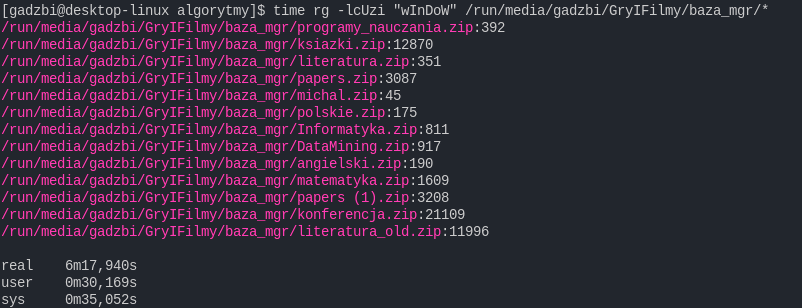 [gadzbi@desktop-linux algorytmy]$ time rg -lcUzi "wInDoW" /run/media/gadzbi/GryIFilmy/baza_mgr/*
/run/media/gadzbi/GryIFilmy/baza_mgr/programy_nauczania.zip:392
/run/media/gadzbi/GryIFilmy/baza_mgr/ksiazki.zip:12870
/run/media/gadzbi/GryIFilmy/baza_mgr/literatura.zip:351
/run/media/gadzbi/GryIFilmy/baza_mgr/papers.zip:3087
/run/media/gadzbi/GryIFilmy/baza_mgr/michal.zip:45
/run/media/gadzbi/GryIFilmy/baza_mgr/polskie.zip:175
/run/media/gadzbi/GryIFilmy/baza_mgr/Informatyka.zip:811
/run/media/gadzbi/GryIFilmy/baza_mgr/DataMining.zip:917
/run/media/gadzbi/GryIFilmy/baza_mgr/angielski.zip:190
/run/media/gadzbi/GryIFilmy/baza_mgr/matematyka.zip:1609
/run/media/gadzbi/GryIFilmy/baza_mgr/papers (1).zip:3208
/run/media/gadzbi/GryIFilmy/baza_mgr/konferencja.zip:21109
/run/media/gadzbi/GryIFilmy/baza_mgr/literatura_old.zip:11996
real    6m17,940s
user    0m30,169s
sys     0m35,052s